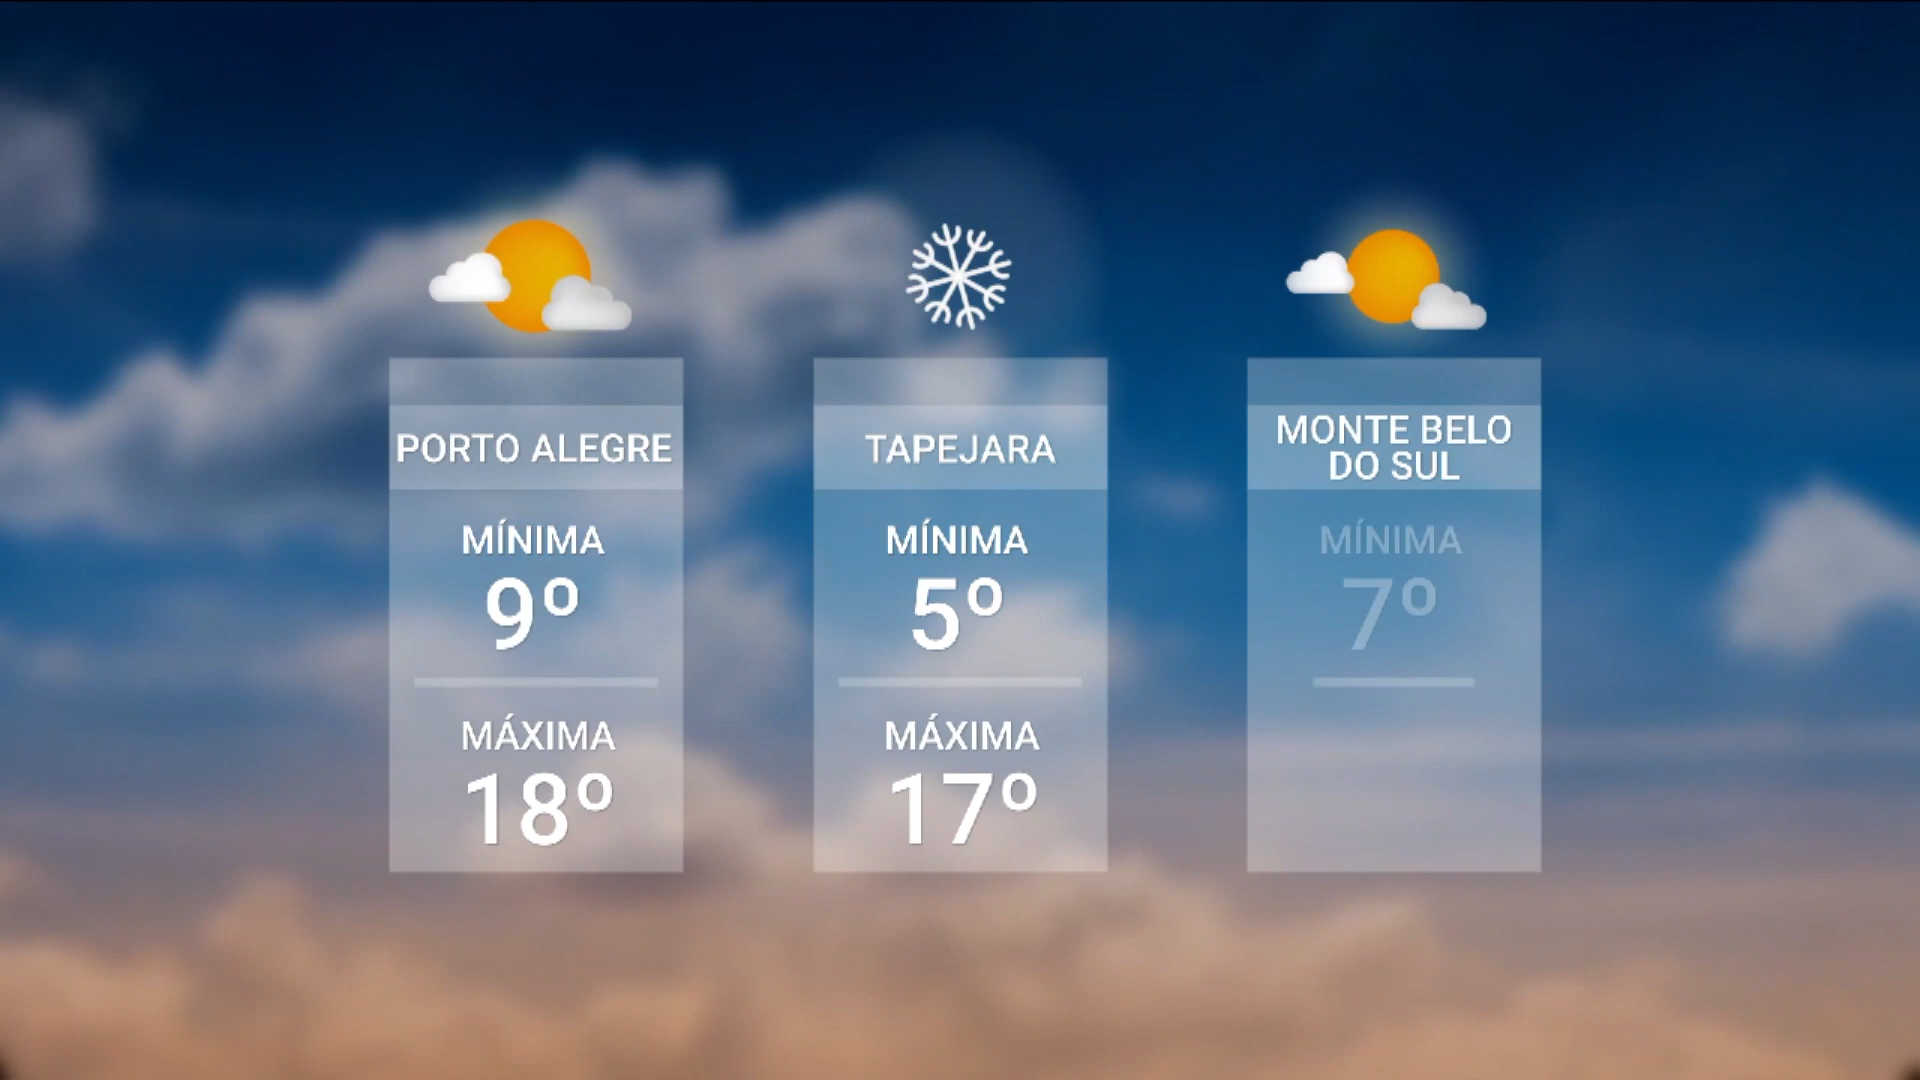 PORTO ALEGRE
MÍNIMA
9º
MÁXIMA
18º
TAPEJARA
MÍNIMA
5º
MÁXIMA
17º
MONTE BELO
DO SUL
MÍNIMA
7º